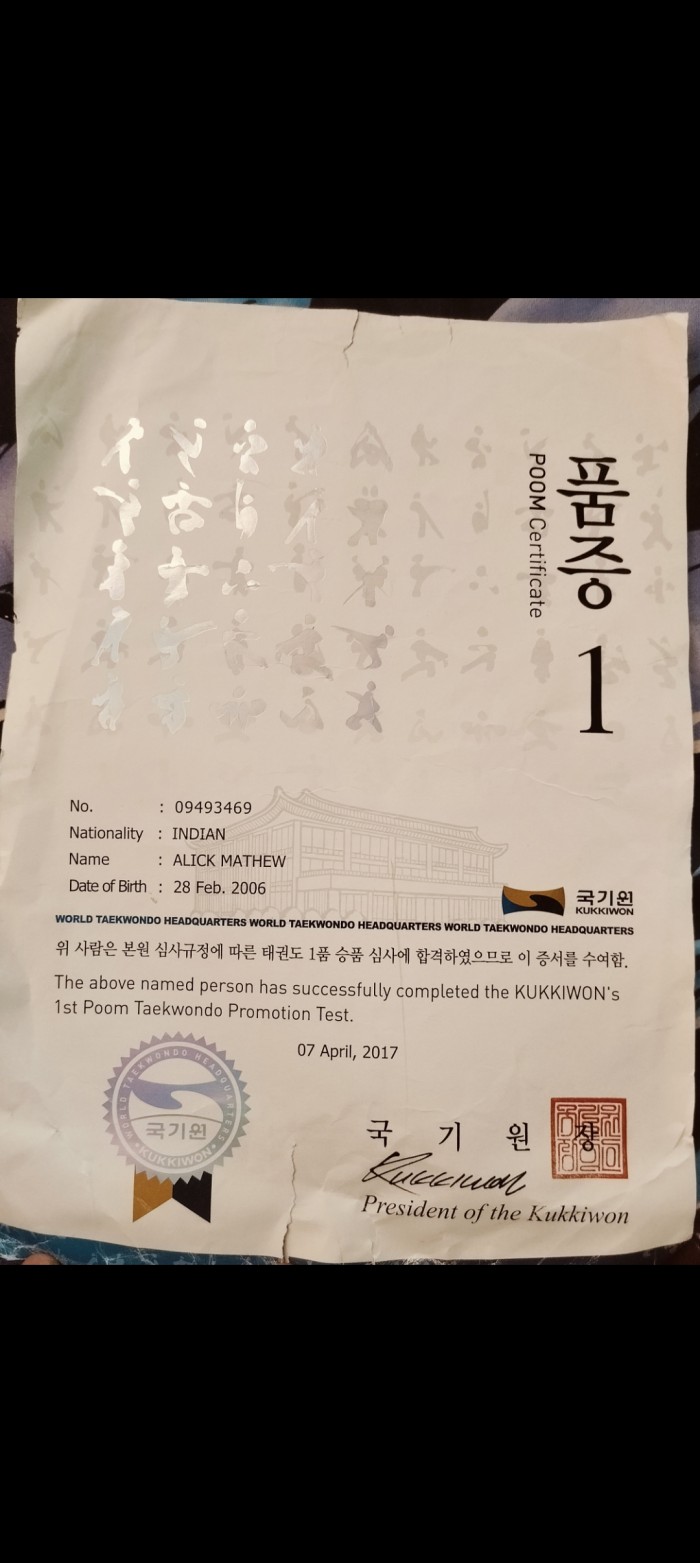 품증 1
POOM Certificate
No. : 09493469
Nationality : INDIAN
Name : ALICK MATHEW
Date of Birth : 28 Feb. 2006
국기원
KUKKIWON
WORLD TAEKWONDO HEADQUARTERS WORLD TAEKWONDO HEADQUARTERS WORLD TAEKWONDO HEADQUARTERS
위 사람은 본원 심사규정에 따른 태권도 1품 승품 심사에 합격하였으므로 이 증서를 수여함.
The above named person has successfully completed the KUKKIWON's
1st Poom Taekwondo Promotion Test.
07 April, 2017
WORLD TAEKWONDO HEADQUARTERS
국기원
KUKKIWON
국 기 원 장
Kukkiwon
President of the Kukkiwon